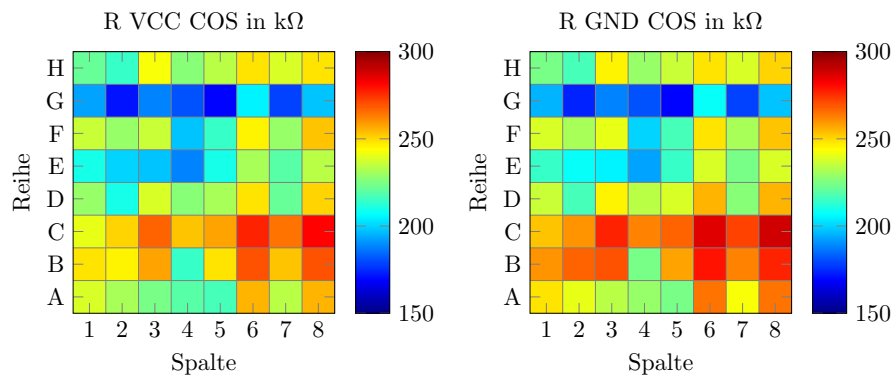 R VCC COS in kΩ
H
G
F
E
D
C
B
A
Reihe
1 2 3 4 5 6 7 8
Spalte
300
250
200
150
R GND COS in kΩ
H
G
F
E
D
C
B
A
Reihe
1 2 3 4 5 6 7 8
Spalte
300
250
200
150